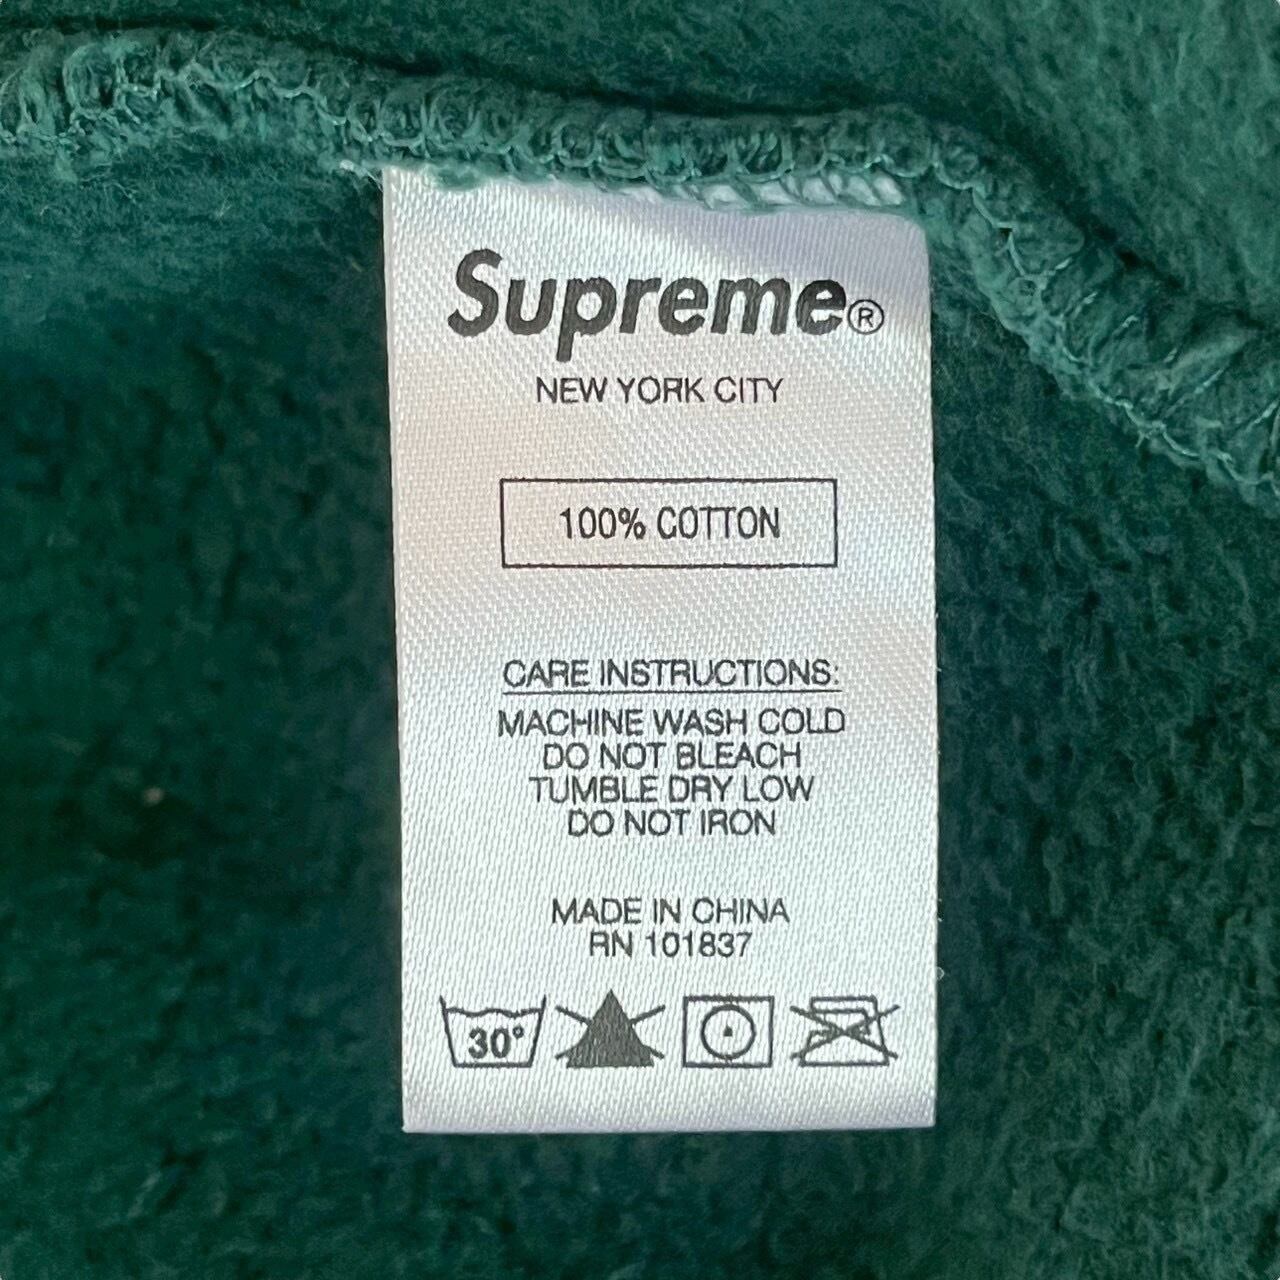 Supreme®
NEW YORK CITY
100% COTTON
CARE INSTRUCTIONS:
MACHINE WASH COLD
DO NOT BLEACH
TUMBLE DRY LOW
DO NOT IRON
MADE IN CHINA
RN 101837
30°